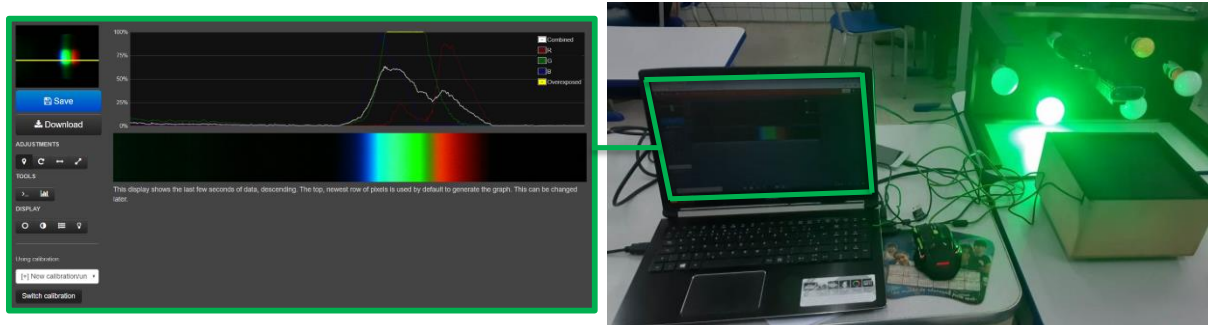 100%
75%
50%
25%
0%
Combined
R
G
B
Overexposed
Save
Download
ADJUSTMENTS
TOOLS
DISPLAY
This display shows the last few seconds of data, descending. The top, newest row of pixels is used by default to generate the graph. This can be changed
later.
Using calibration
[+] New calibration/un
Switch calibration